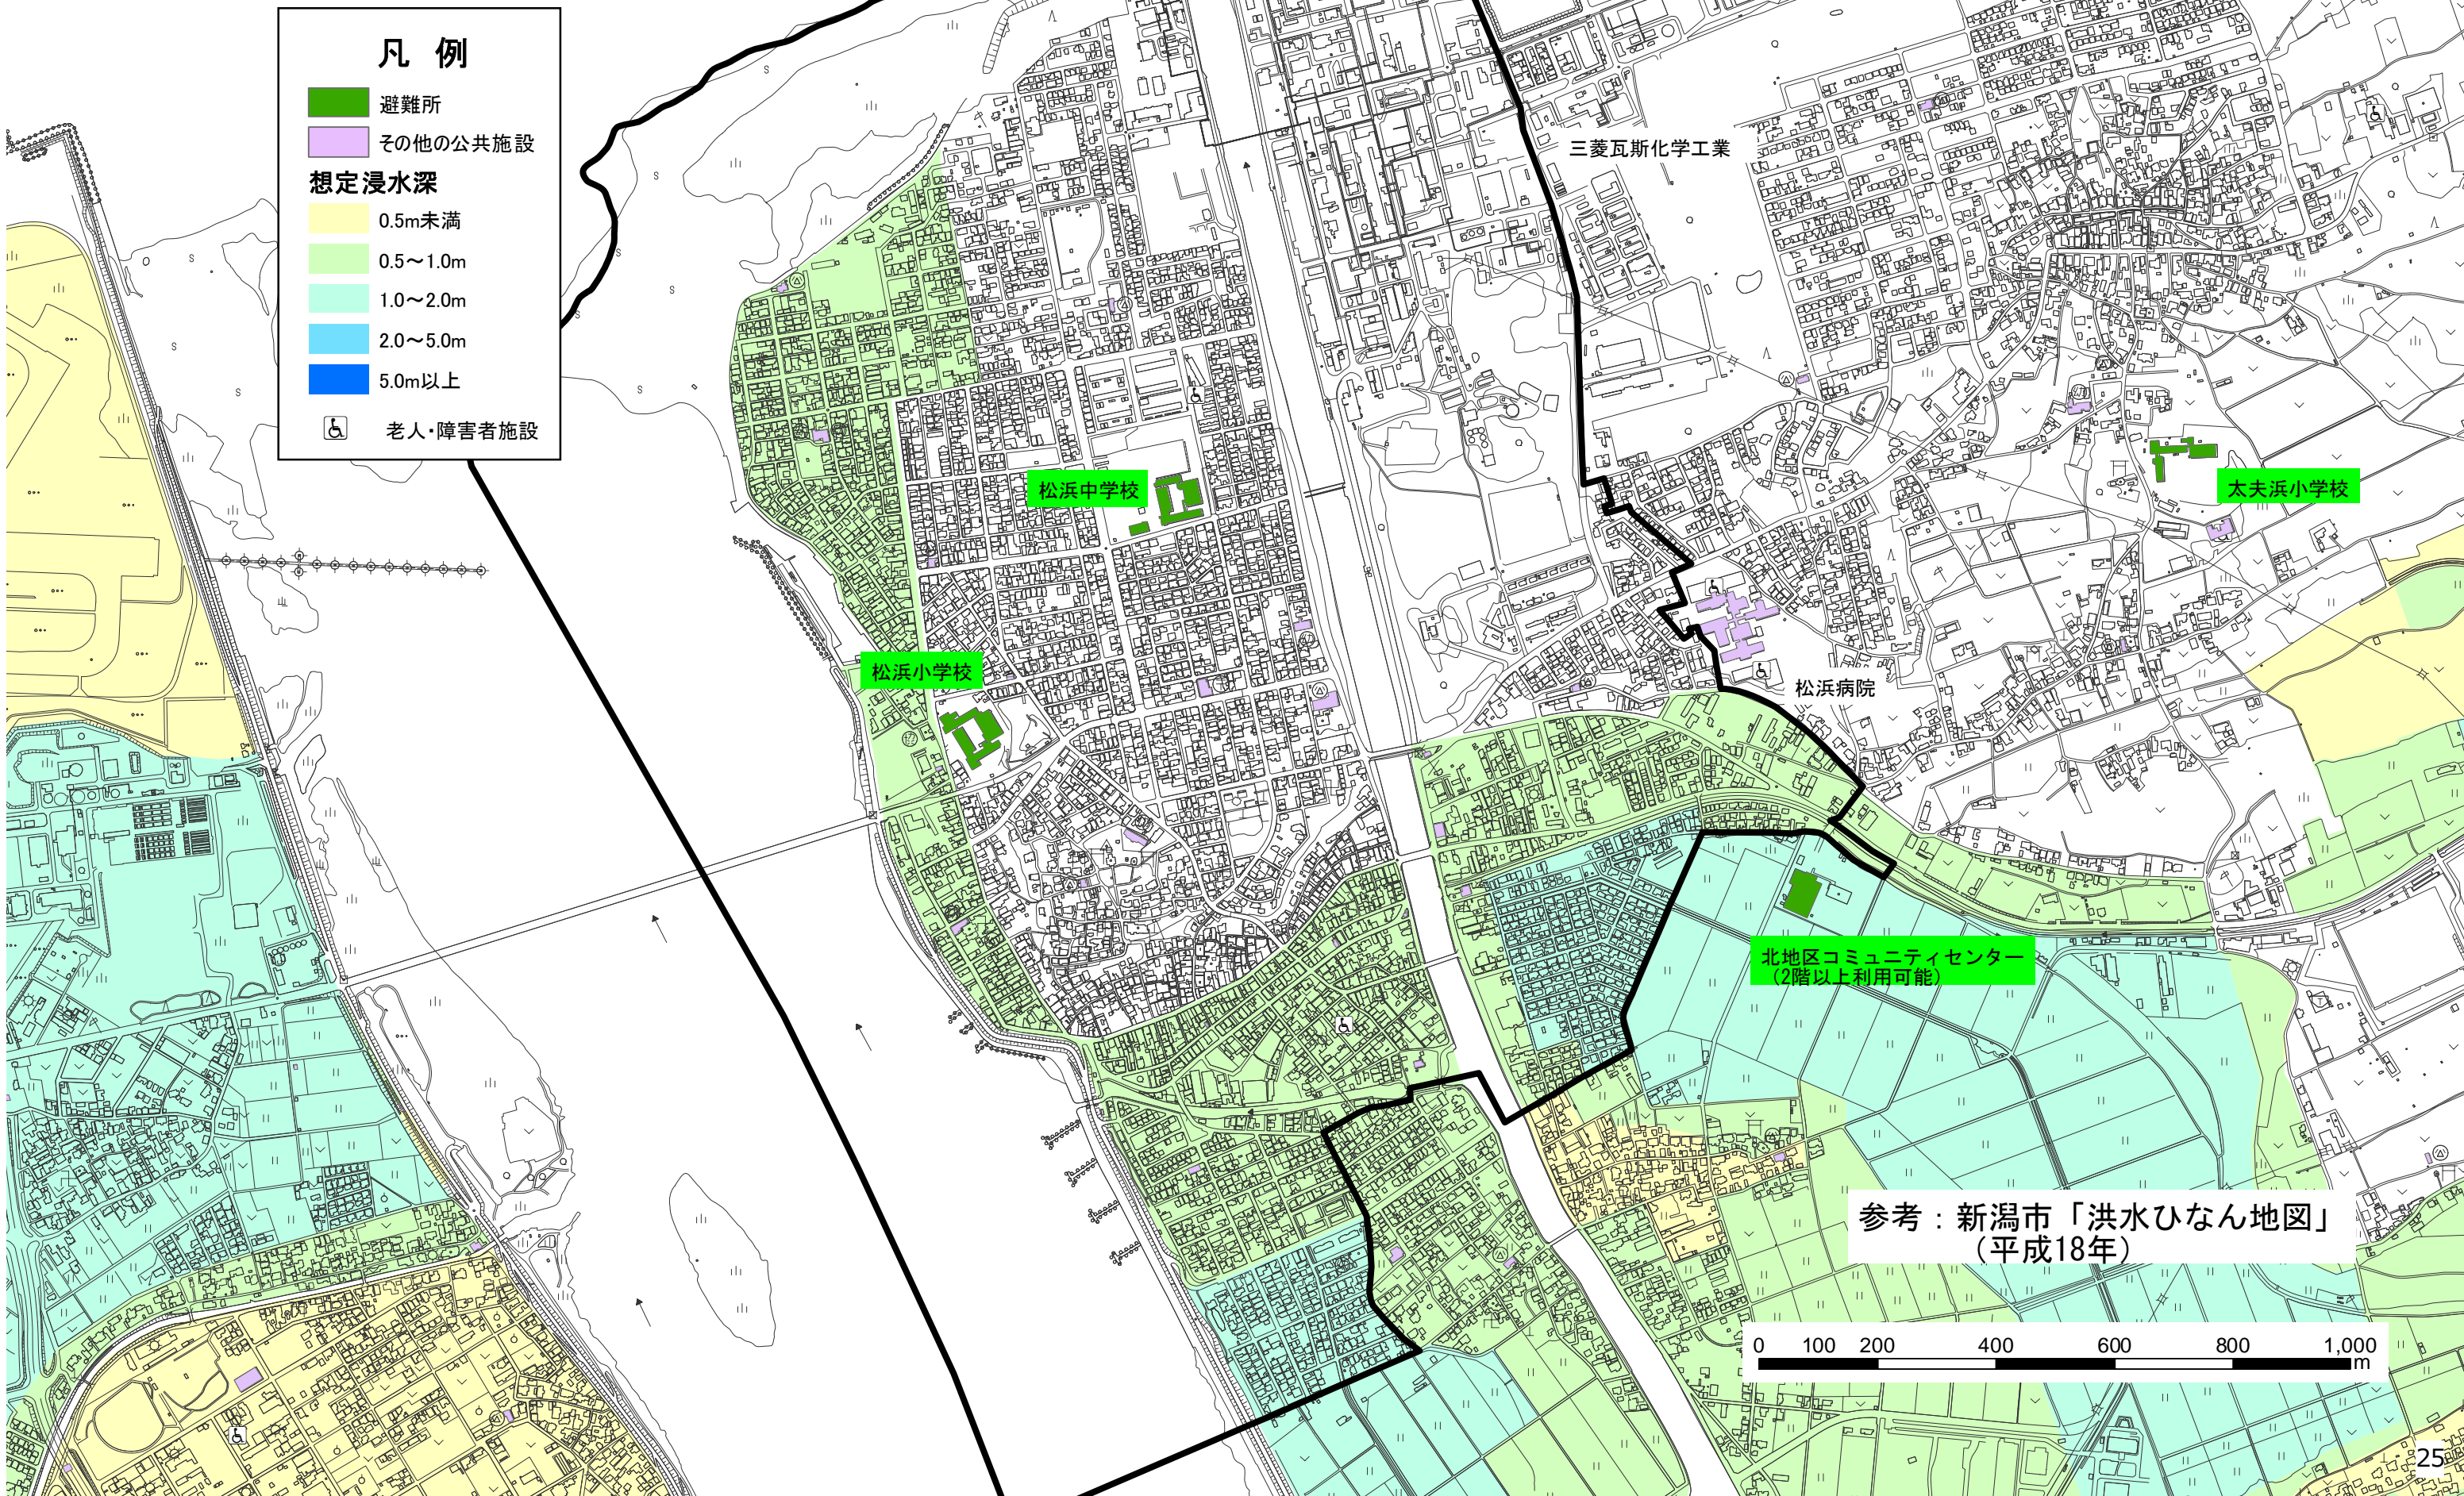 凡 例
避難所
その他の公共施設
想定浸水深
0.5m未満
0.5～1.0m
1.0～2.0m
2.0～5.0m
5.0m以上
老人・障害者施設
三菱瓦斯化学工業
松浜中学校
太夫浜小学校
松浜小学校
松浜病院
北地区コミュニティセンター
（2階以上利用可能）
参考：新潟市「洪水ひなん地図」
（平成18年）
0 100 200 400 600 800 1,000
m
25